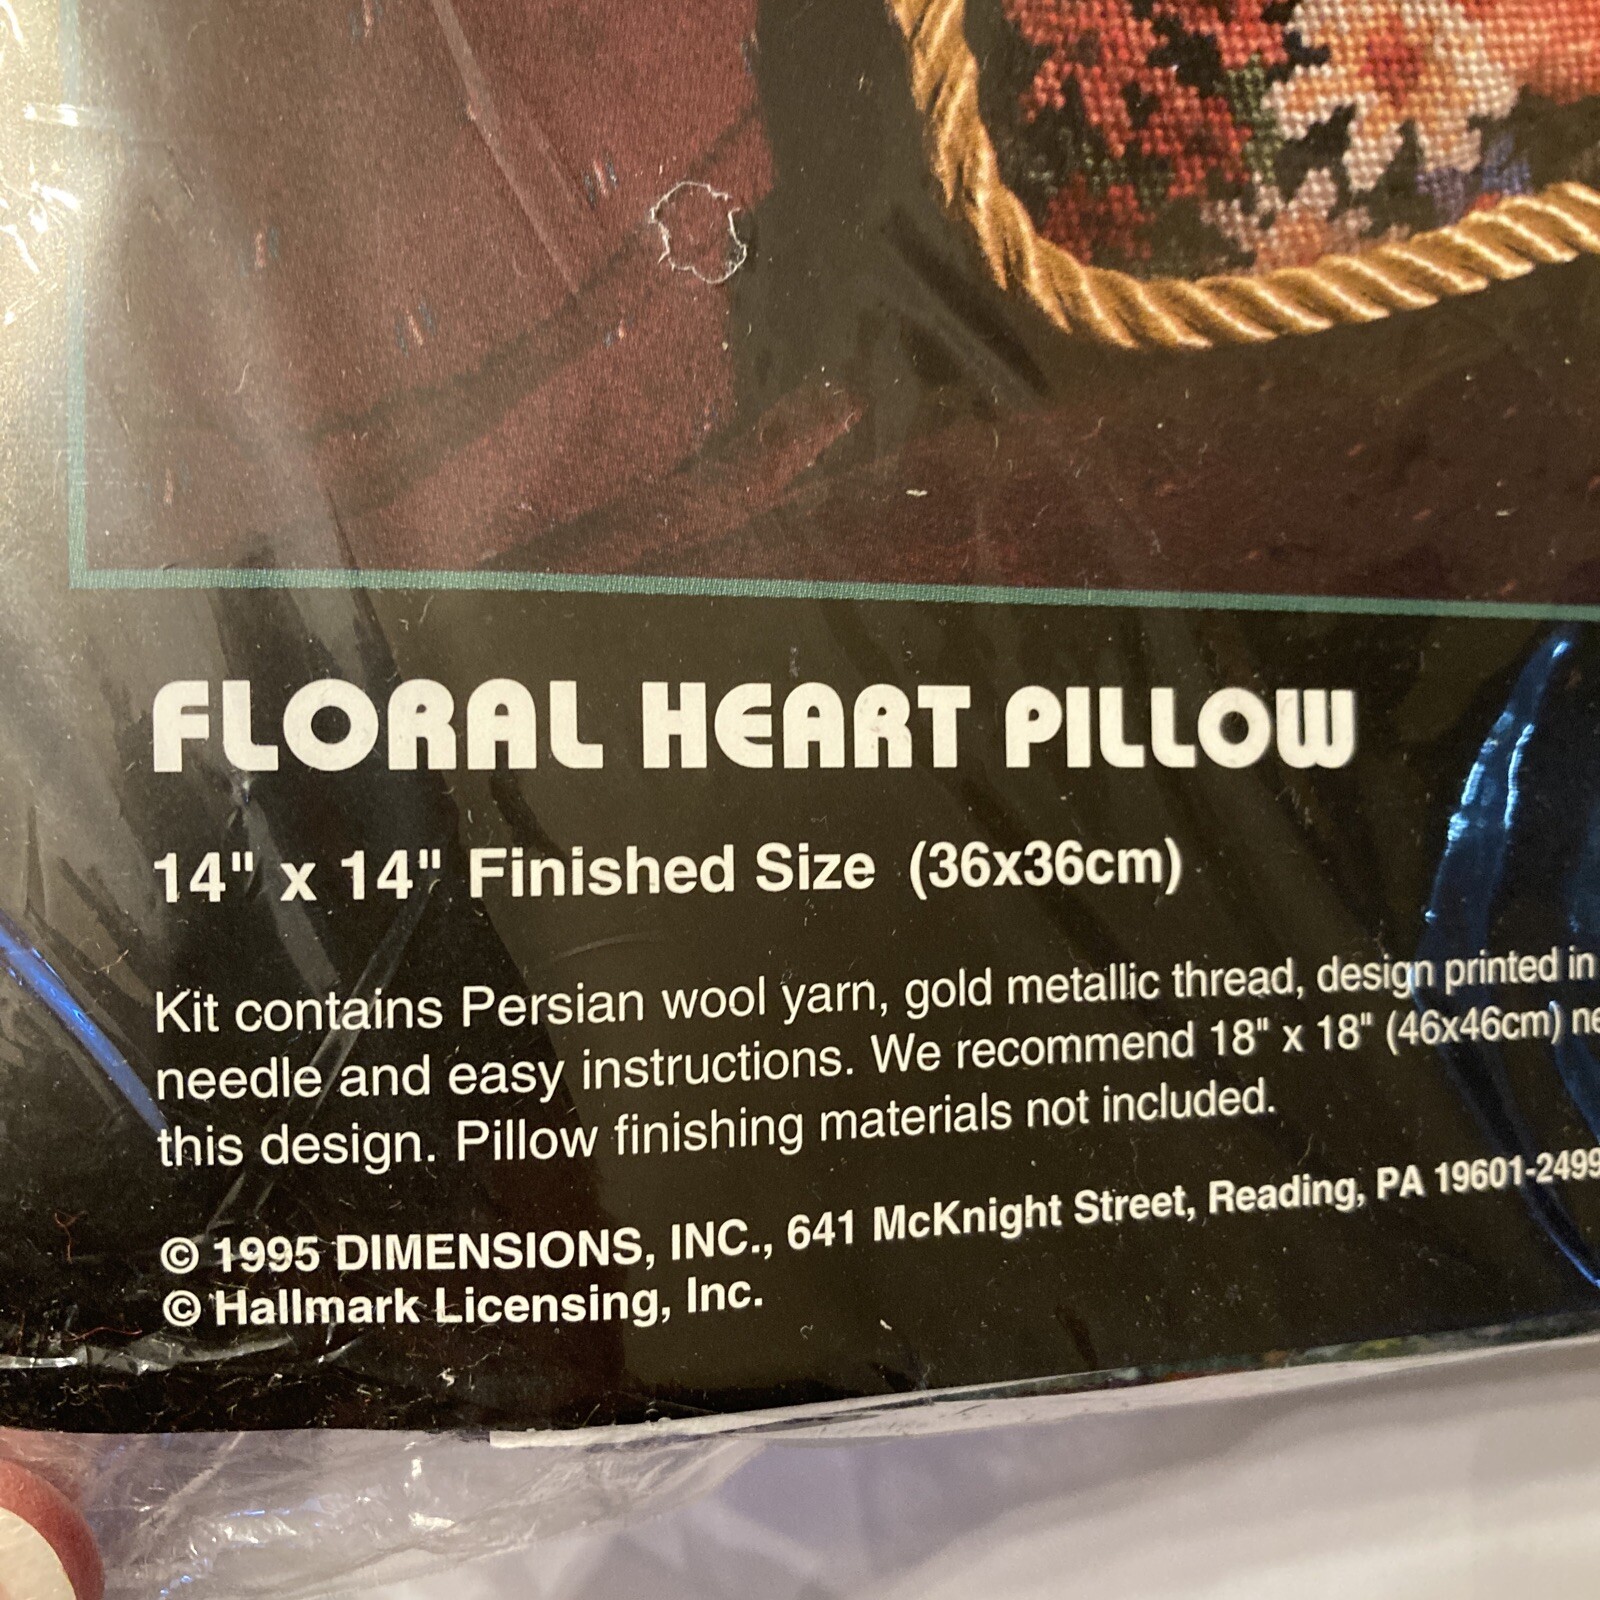 FLORAL HEART PILLOW
14" x 14" Finished Size (36x36cm)
Kit contains Persian wool yarn, gold metallic thread, design printed in
needle and easy instructions. We recommend 18" x 18" (46x46cm)
this design. Pillow finishing materials not included.
© 1995 DIMENSIONS, INC., 641 McKnight Street, Reading, PA 19601-2499
© Hallmark Licensing, Inc.